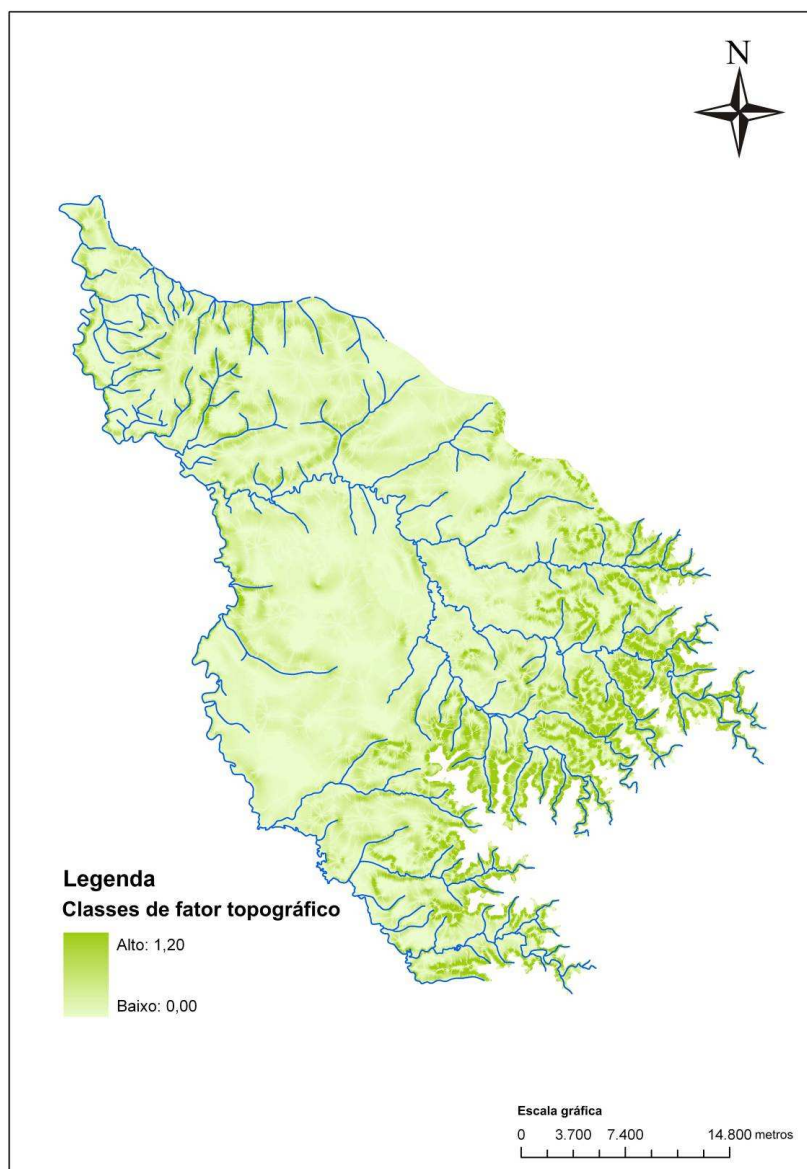 N
Legenda
Classes de fator topográfico
Alto: 1,20
Baixo: 0,00
Escala gráfica
0 3.700 7.400 14.800 metros